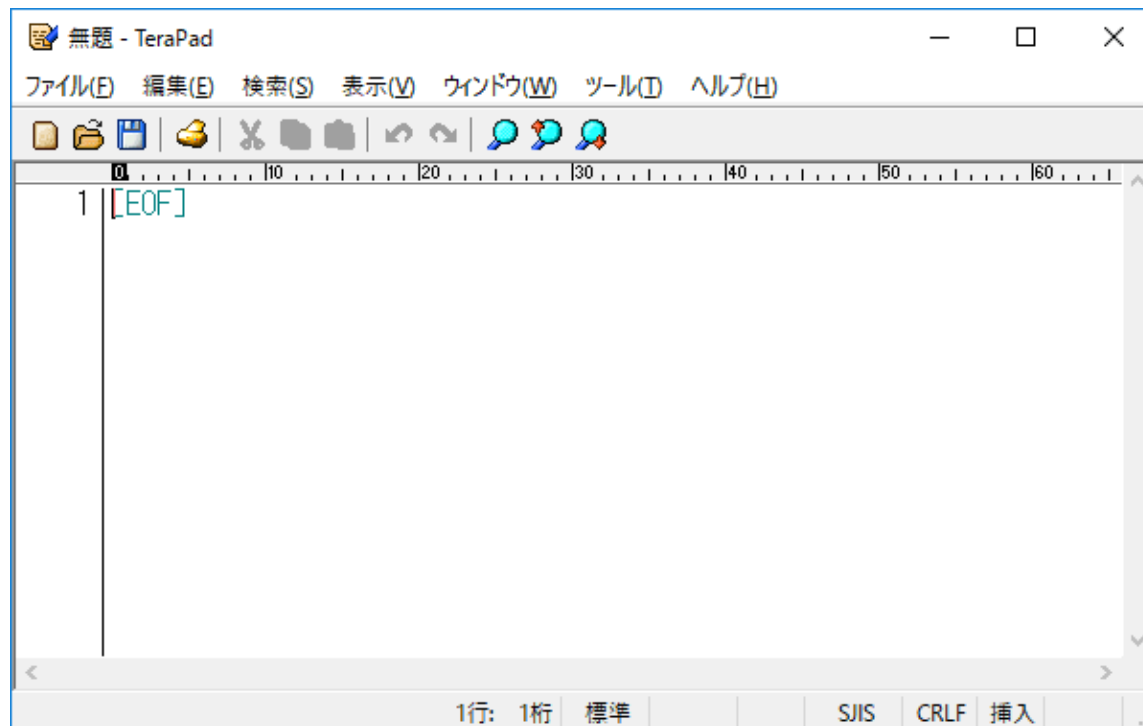 無題 - TeraPad
ファイル(F) 編集(E) 検索(S) 表示(V) ウィンドウ(W) ツール(T) ヘルプ(H)
0 10 20 30 40 50 60
1 [EOF]
1行: 1桁 標準 SJIS CRLF 挿入